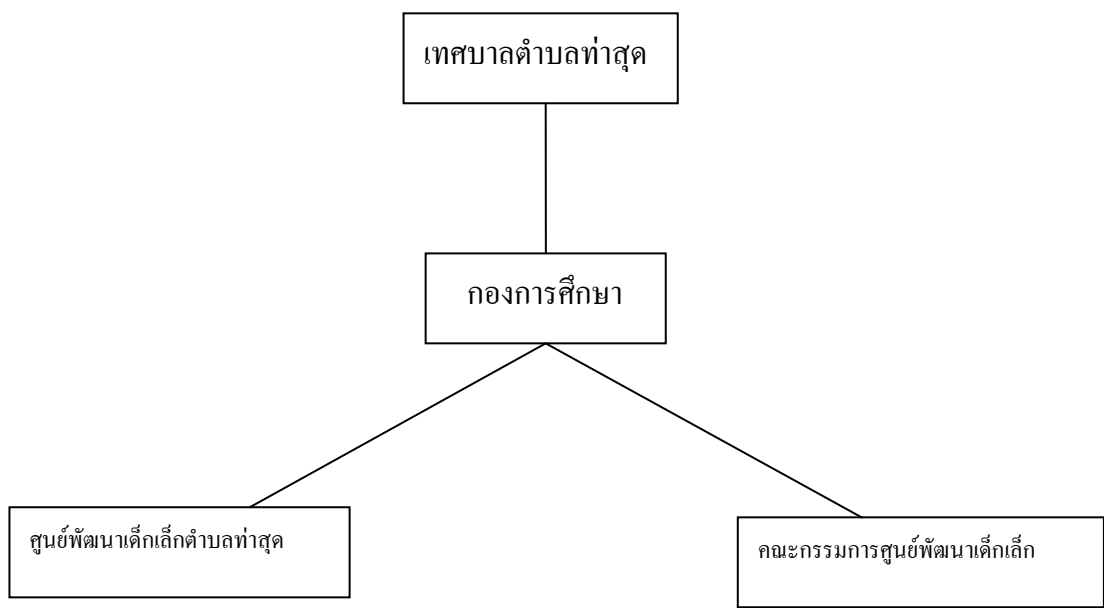 เทศบาลตำบลท่าสุด
กองการศึกษา
ศูนย์พัฒนาเด็กเล็กตำบลท่าสุด
คณะกรรมการศูนย์พัฒนาเด็กเล็ก